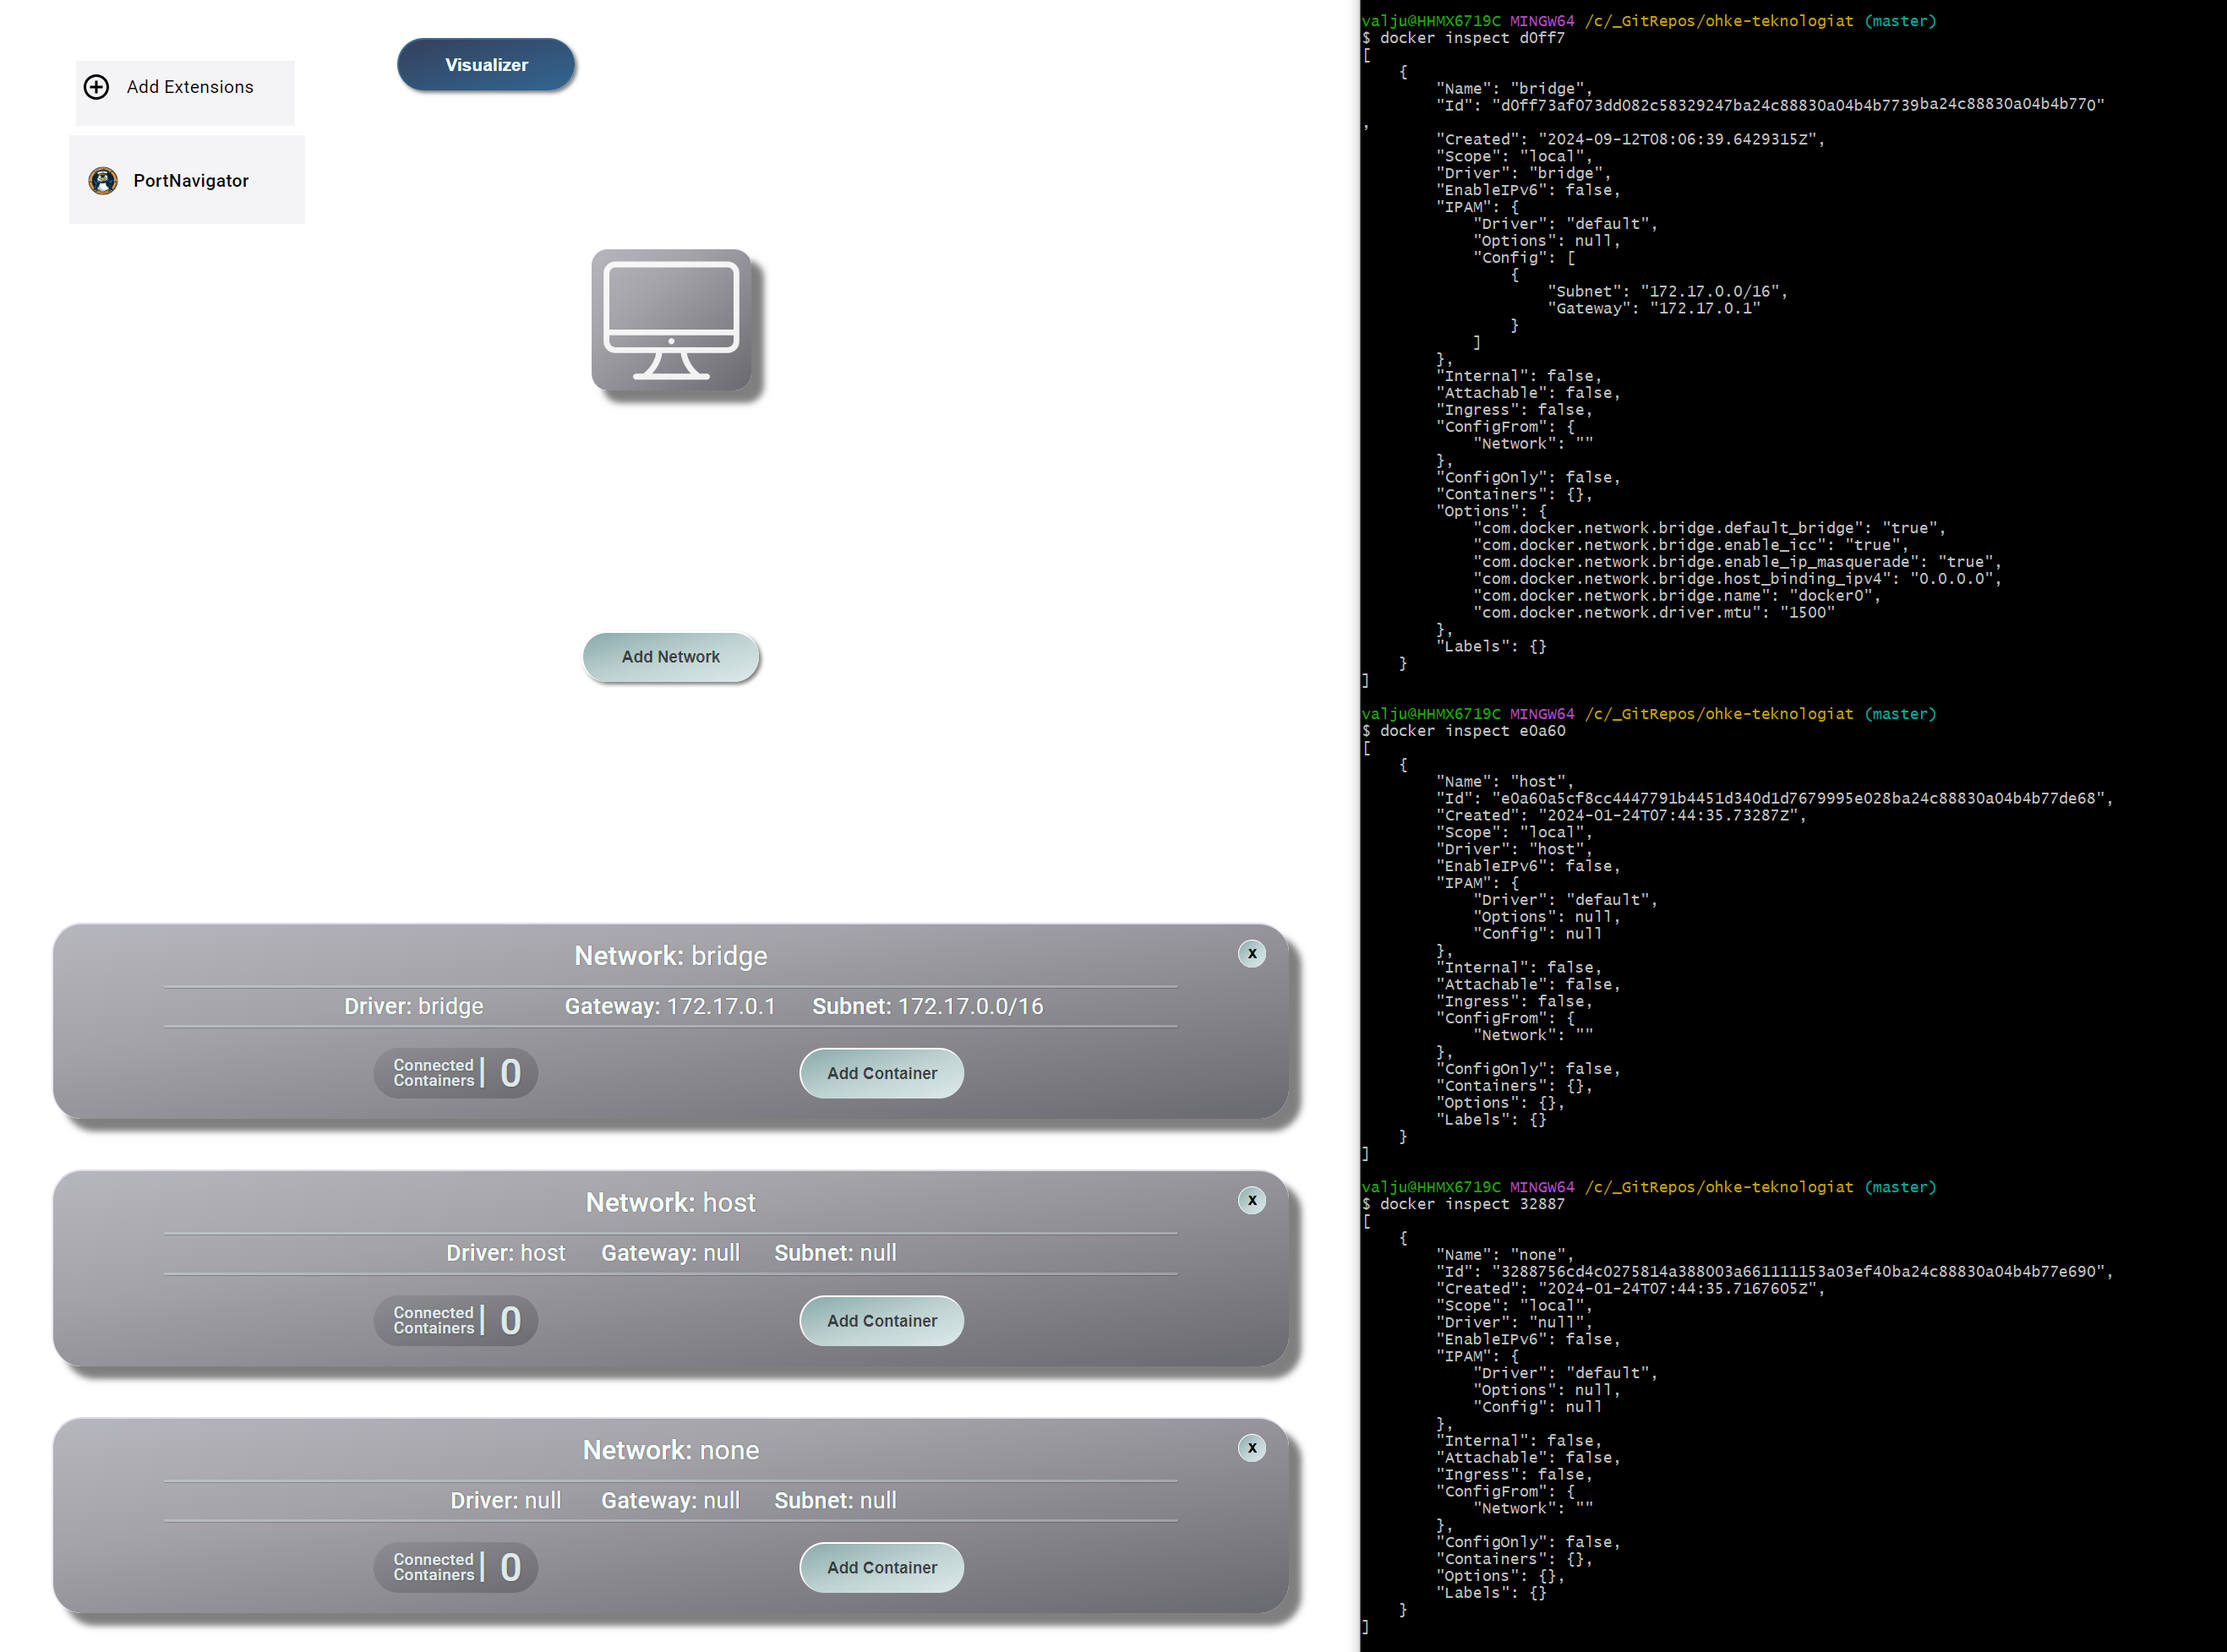 Visualizer
Add Extensions
PortNavigator
Add Network
Network: bridge
x
Driver: bridge Gateway: 172.17.0.1 Subnet: 172.17.0.0/16
Connected
Containers | 0
Add Container
Network: host
x
Driver: host Gateway: null Subnet: null
Connected
Containers | 0
Add Container
Network: none
x
Driver: null Gateway: null Subnet: null
Connected
Containers | 0
Add Container
valju@HHMX6719C MINGW64 /c/_GitRepos/ohke-teknologiat (master)
$ docker inspect d0ff7
[
    {
        "Name": "bridge",
        "Id": "d0ff73af073dd082c58329247ba24c88830a04b4b7739ba24c88830a04b4b770"
,
        "Created": "2024-09-12T08:06:39.6429315Z",
        "Scope": "local",
        "Driver": "bridge",
        "EnableIPv6": false,
        "IPAM": {
            "Driver": "default",
            "Options": null,
            "Config": [
                {
                    "Subnet": "172.17.0.0/16",
                    "Gateway": "172.17.0.1"
                }
            ]
        },
        "Internal": false,
        "Attachable": false,
        "Ingress": false,
        "ConfigFrom": {
            "Network": ""
        },
        "ConfigOnly": false,
        "Containers": {},
        "Options": {
            "com.docker.network.bridge.default_bridge": "true",
            "com.docker.network.bridge.enable_icc": "true",
            "com.docker.network.bridge.enable_ip_masquerade": "true",
            "com.docker.network.bridge.host_binding_ipv4": "0.0.0.0",
            "com.docker.network.bridge.name": "docker0",
            "com.docker.network.driver.mtu": "1500"
        },
        "Labels": {}
    }
]
valju@HHMX6719C MINGW64 /c/_GitRepos/ohke-teknologiat (master)
$ docker inspect e0a60
[
    {
        "Name": "host",
        "Id": "e0a60a5cf8cc4447791b4451d340d1d7679995e028ba24c88830a04b4b77de68",
        "Created": "2024-01-24T07:44:35.73287Z",
        "Scope": "local",
        "Driver": "host",
        "EnableIPv6": false,
        "IPAM": {
            "Driver": "default",
            "Options": null,
            "Config": null
        },
        "Internal": false,
        "Attachable": false,
        "Ingress": false,
        "ConfigFrom": {
            "Network": ""
        },
        "ConfigOnly": false,
        "Containers": {},
        "Options": {},
        "Labels": {}
    }
]
valju@HHMX6719C MINGW64 /c/_GitRepos/ohke-teknologiat (master)
$ docker inspect 32887
[
    {
        "Name": "none",
        "Id": "3288756cd4c0275814a388003a661111153a03ef40ba24c88830a04b4b77e690",
        "Created": "2024-01-24T07:44:35.7167605Z",
        "Scope": "local",
        "Driver": "null",
        "EnableIPv6": false,
        "IPAM": {
            "Driver": "default",
            "Options": null,
            "Config": null
        },
        "Internal": false,
        "Attachable": false,
        "Ingress": false,
        "ConfigFrom": {
            "Network": ""
        },
        "ConfigOnly": false,
        "Containers": {},
        "Options": {},
        "Labels": {}
    }
]